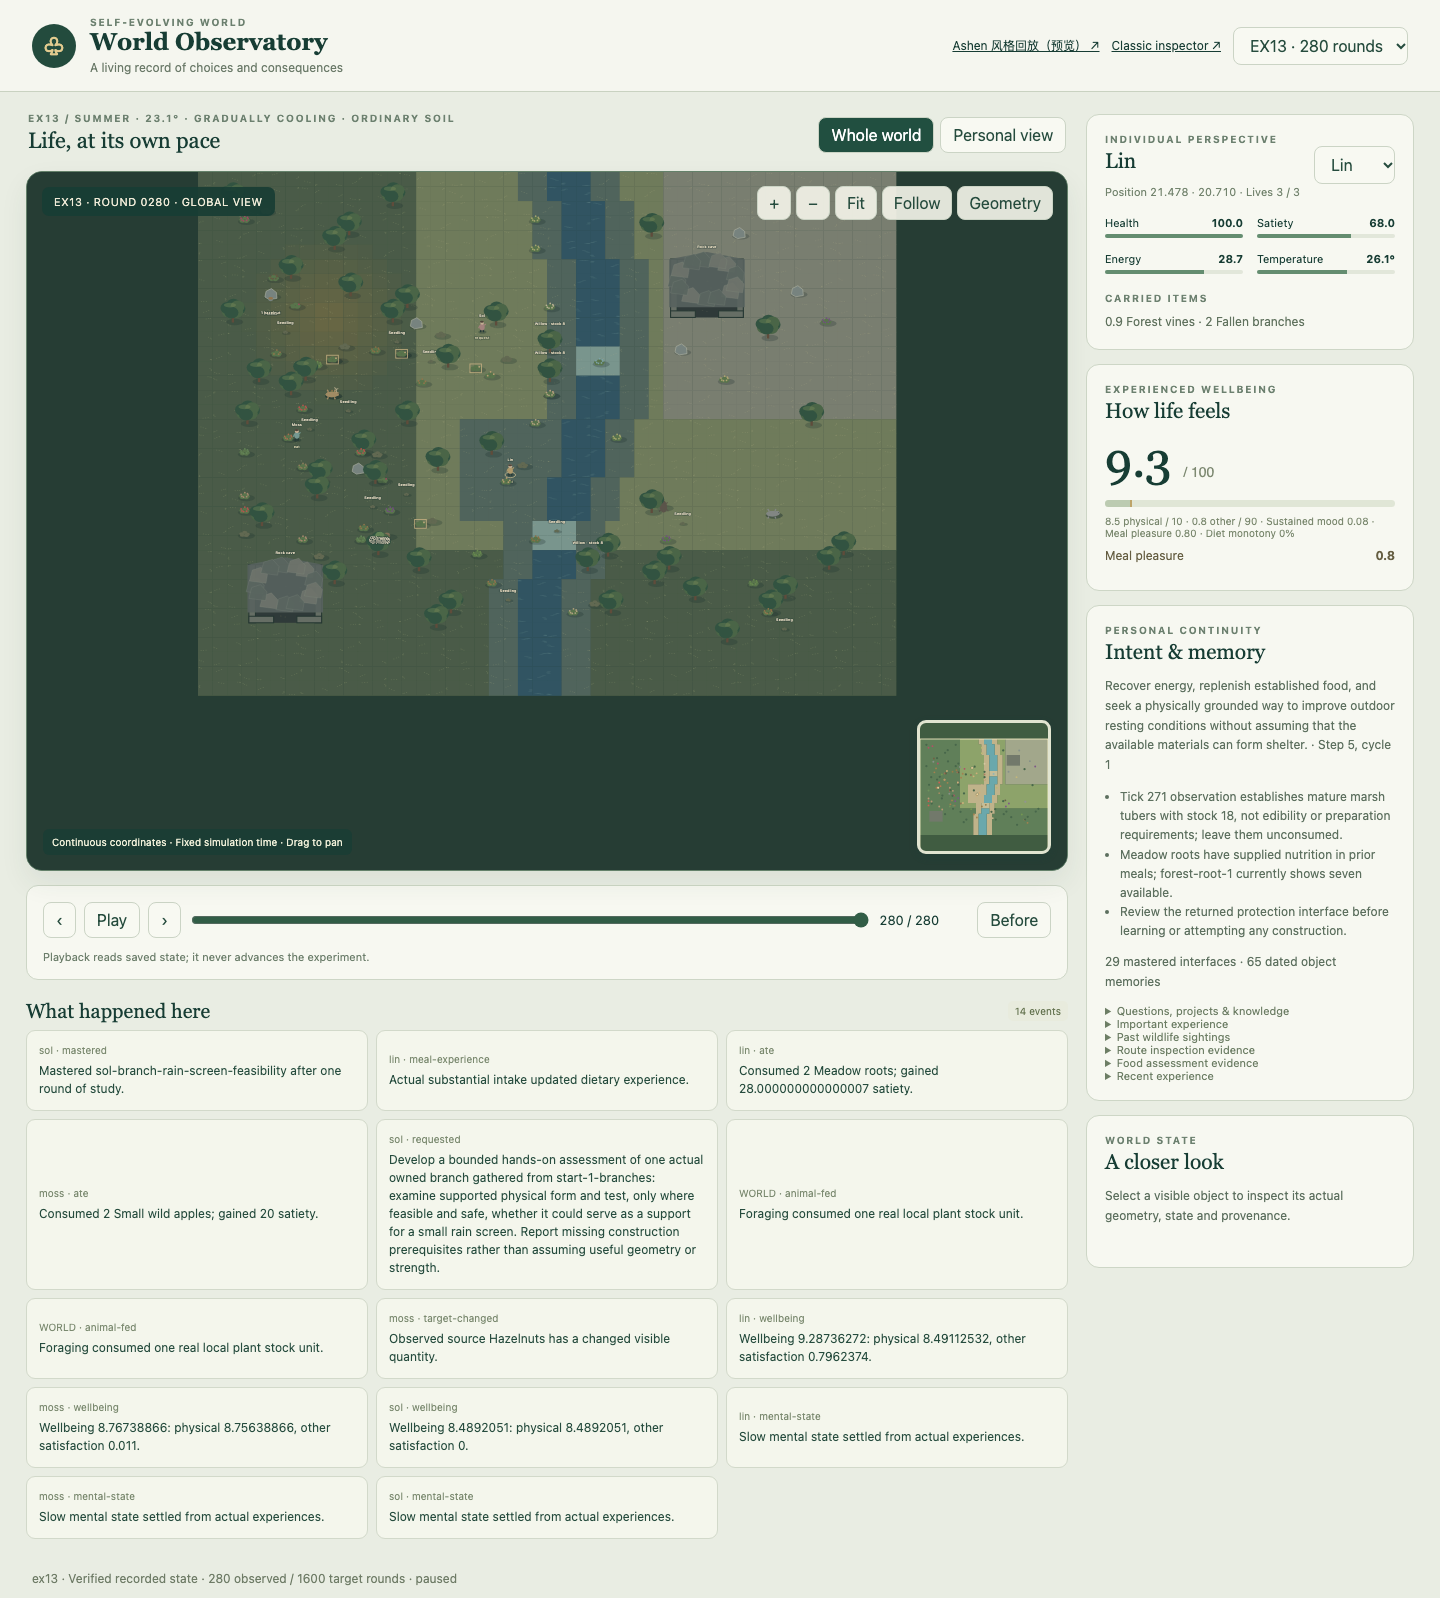 SELF-EVOLVING WORLD
World Observatory
A living record of choices and consequences
Ashen 风格回放（预览） ↗
Classic inspector ↗
EX13 · 280 rounds
EX13 / SUMMER · 23.1° · GRADUALLY COOLING · ORDINARY SOIL
Life, at its own pace
Whole world
Personal view
EX13 · ROUND 0280 · GLOBAL VIEW
+
−
Fit
Follow
Geometry
Rock cave
Seedling
Seedling
Sol
Willow · stock 8
Willow · stock 8
Seedling
Seedling
Moss
Lin
Seedling
Seedling
Seedling
Seedling
Rock cave
Seedling
Seedling
Continuous coordinates · Fixed simulation time · Drag to pan
‹
Play
›
280 / 280
Before
Playback reads saved state; it never advances the experiment.
What happened here
14 events
sol · mastered
Mastered sol-branch-rain-screen-feasibility after one
round of study.
lin · meal-experience
Actual substantial intake updated dietary experience.
lin · ate
Consumed 2 Meadow roots; gained
28.000000000000007 satiety.
moss · ate
Consumed 2 Small wild apples; gained 20 satiety.
sol · requested
Develop a bounded hands-on assessment of one actual
owned branch gathered from start-1-branches:
examine supported physical form and test, only where
feasible and safe, whether it could serve as a support
for a small rain screen. Report missing construction
prerequisites rather than assuming useful geometry or
strength.
WORLD · animal-fed
Foraging consumed one real local plant stock unit.
WORLD · animal-fed
Foraging consumed one real local plant stock unit.
moss · target-changed
Observed source Hazelnuts has a changed visible
quantity.
lin · wellbeing
Wellbeing 9.28736272: physical 8.49112532, other
satisfaction 0.7962374.
moss · wellbeing
Wellbeing 8.76738866: physical 8.75638866, other
satisfaction 0.011.
sol · wellbeing
Wellbeing 8.4892051: physical 8.4892051, other
satisfaction 0.
lin · mental-state
Slow mental state settled from actual experiences.
moss · mental-state
Slow mental state settled from actual experiences.
sol · mental-state
Slow mental state settled from actual experiences.
ex13 · Verified recorded state · 280 observed / 1600 target rounds · paused
INDIVIDUAL PERSPECTIVE
Lin
Lin
Position 21.478 · 20.710 · Lives 3 / 3
Health 100.0
Satiety 68.0
Energy 28.7
Temperature 26.1°
CARRIED ITEMS
0.9 Forest vines · 2 Fallen branches
EXPERIENCED WELLBEING
How life feels
9.3 / 100
8.5 physical / 10 · 0.8 other / 90 · Sustained mood 0.08 ·
Meal pleasure 0.80 · Diet monotony 0%
Meal pleasure 0.8
PERSONAL CONTINUITY
Intent & memory
Recover energy, replenish established food, and
seek a physically grounded way to improve outdoor
resting conditions without assuming that the
available materials can form shelter. · Step 5, cycle
1
• Tick 271 observation establishes mature marsh
tubers with stock 18, not edibility or preparation
requirements; leave them unconsumed.
• Meadow roots have supplied nutrition in prior
meals; forest-root-1 currently shows seven
available.
• Review the returned protection interface before
learning or attempting any construction.
29 mastered interfaces · 65 dated object
memories
▶ Questions, projects & knowledge
▶ Important experience
▶ Past wildlife sightings
▶ Route inspection evidence
▶ Food assessment evidence
▶ Recent experience
WORLD STATE
A closer look
Select a visible object to inspect its actual
geometry, state and provenance.